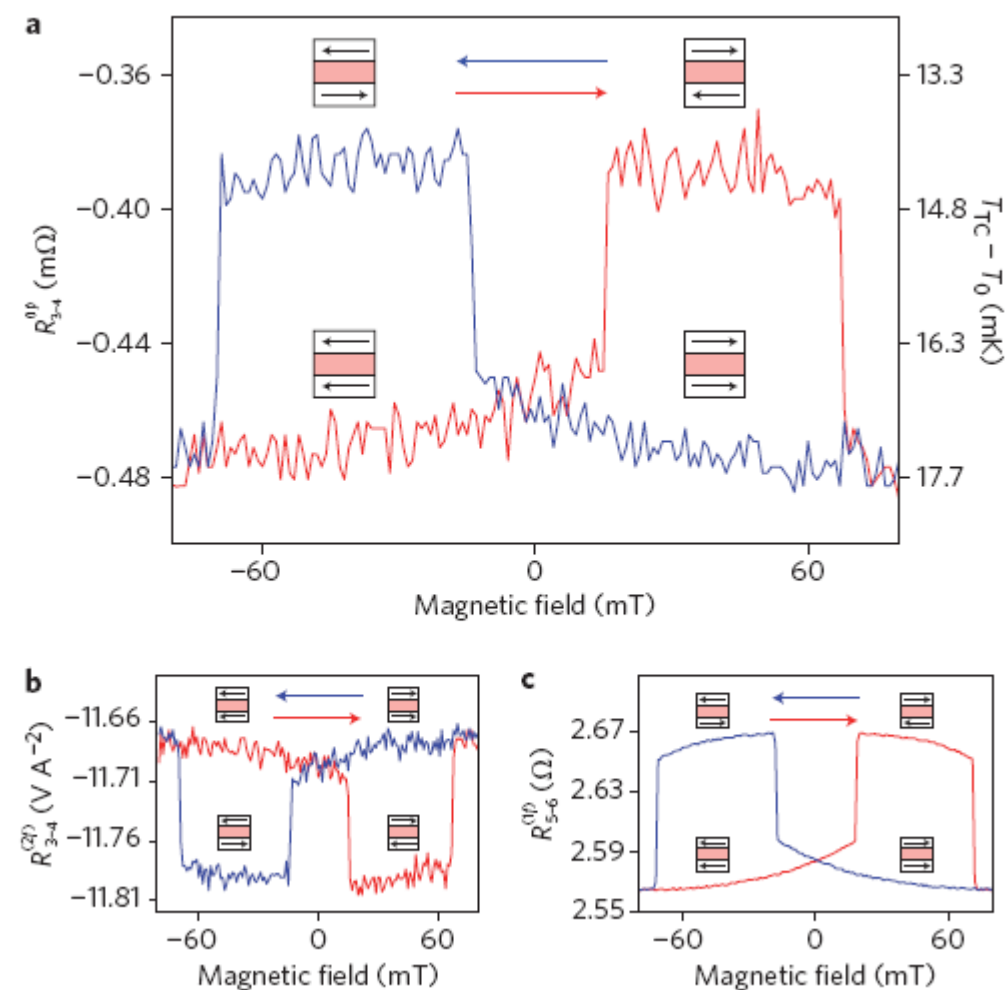 a
−0.36
−0.40
−0.44
−0.48
R(1f)3–4 (mΩ)
13.3
14.8
16.3
17.7
TTC − T0 (mK)
−60 0 60
Magnetic field (mT)
b
−11.66
−11.71
−11.76
−11.81
R(2f)3–4 (V A−2)
−60 0 60
Magnetic field (mT)
c
2.67
2.63
2.59
2.55
R(1f)5–6 (Ω)
−60 0 60
Magnetic field (mT)